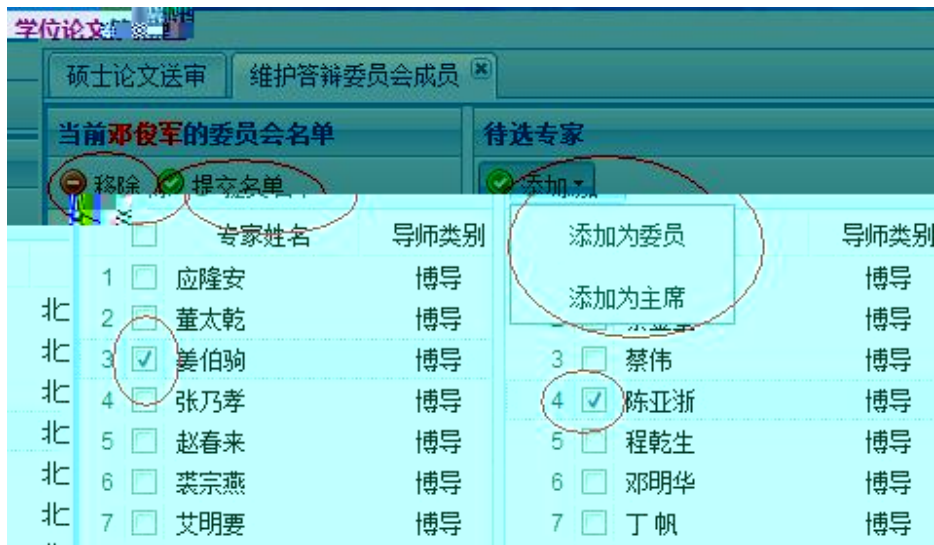 学位论文
硕士论文送审 维护答辩委员会成员
当前邓俊军的委员会名单 待选专家
移除 提交名单 添加
专家姓名 导师类别 添加为委员 导师类别
1 应隆安 博导 博导
添加为主席
北 2 董太乾 博导 博导
北 3 姜伯驹 博导 3 蔡伟 博导
北 4 张乃孝 博导 4 陈亚浙 博导
北 5 赵春来 博导 5 程乾生 博导
北 6 裘宗燕 博导 6 邓明华 博导
北 7 艾明要 博导 7 丁帆 博导